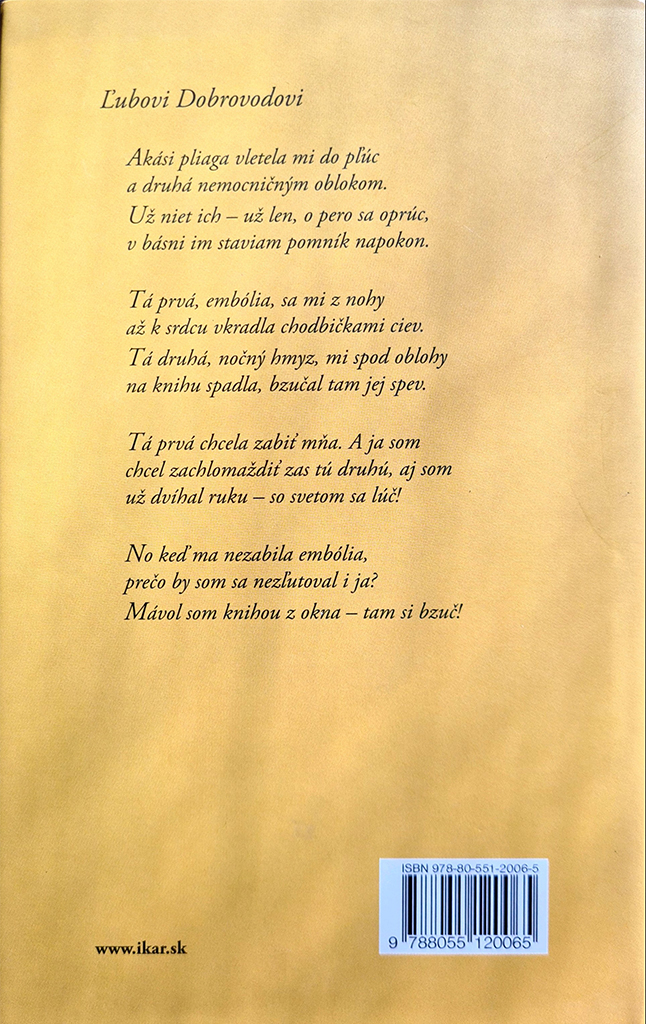 Ľubovi Dobrovodovi
Akási pliaga vletela mi do pľúc
a druhá nemocničným oblokom.
Už niet ich – už len, o pero sa oprúc,
v básni im staviam pomník napokon.
Tá prvá, embólia, sa mi z nohy
až k srdcu vkradla chodbičkami ciev.
Tá druhá, nočný hmyz, mi spod oblohy
na knihu spadla, bzučal tam jej spev.
Tá prvá chcela zabiť mňa. A ja som
chcel zachlomaždiť zas tú druhú, aj som
už dvíhal ruku – so svetom sa lúč!
No keď ma nezabila embólia,
prečo by som sa nezľutoval i ja?
Mávol som knihou z okna – tam si bzuč!
ISBN 978-80-551-2006-5
9 788055 120065
www.ikar.sk